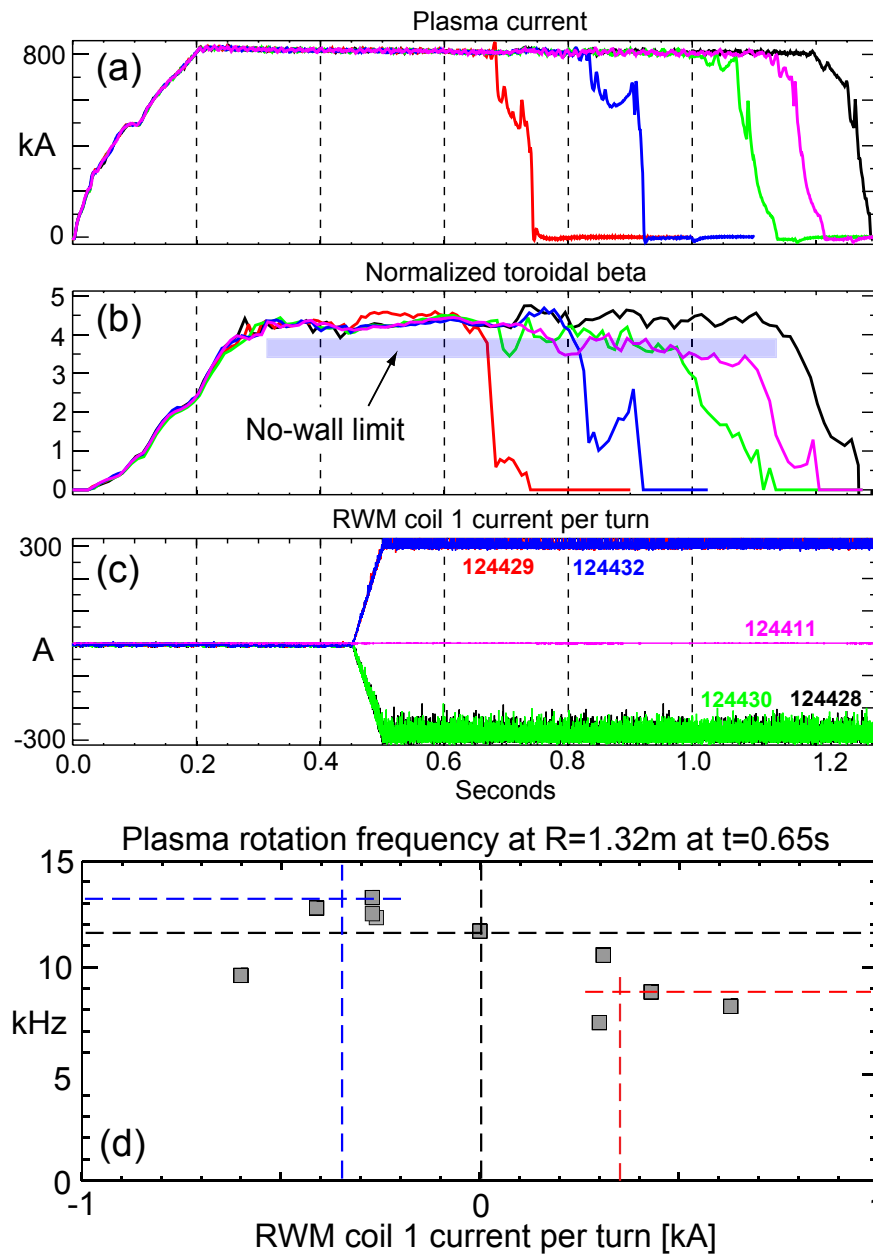 Plasma current
(a)
800
kA
0
Normalized toroidal beta
(b)
5
4
3
2
1
0
No-wall limit
RWM coil 1 current per turn
(c)
300
A
-300
124429
124432
124411
124430
124428
0.0 0.2 0.4 0.6 0.8 1.0 1.2
Seconds
Plasma rotation frequency at R=1.32m at t=0.65s
15
10
kHz
5
(d)
0
-1 0 1
RWM coil 1 current per turn [kA]